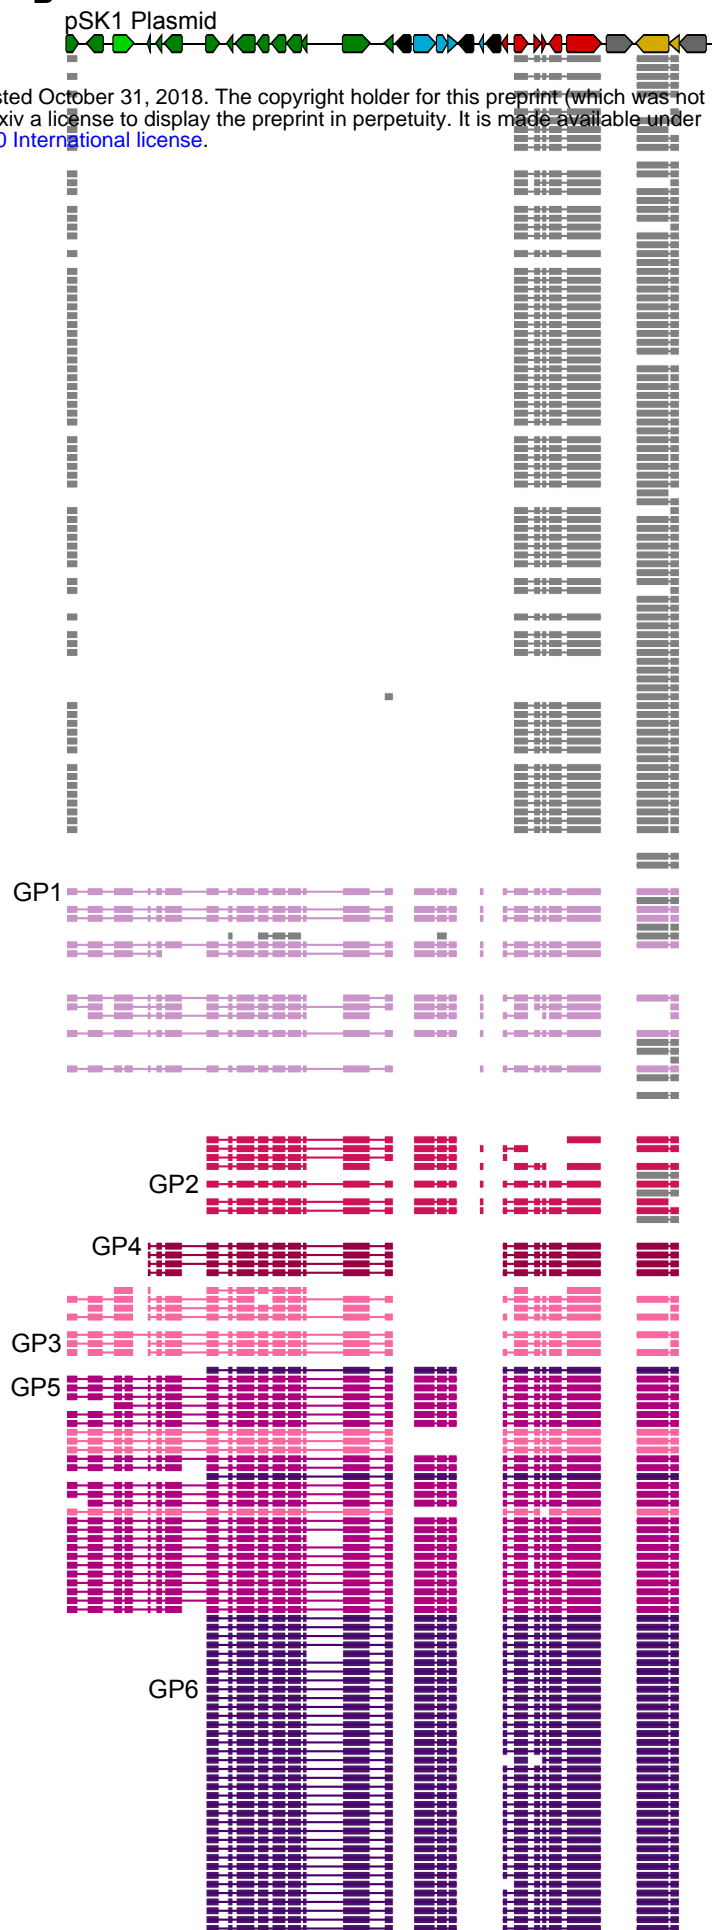 pSK1 Plasmid
sted October 31, 2018. The copyright holder for this preprint (which was not
xiv a license to display the preprint in perpetuity. It is made available under
0 International license.
GP1
GP2
GP4
GP3
GP5
GP6